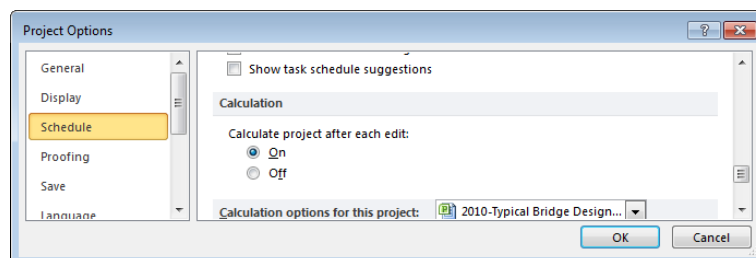 Project Options
General
Display
Schedule
Proofing
Save
Language
Show task schedule suggestions
Calculation
Calculate project after each edit:
On
Off
Calculation options for this project: 2010-Typical Bridge Design...
OK Cancel